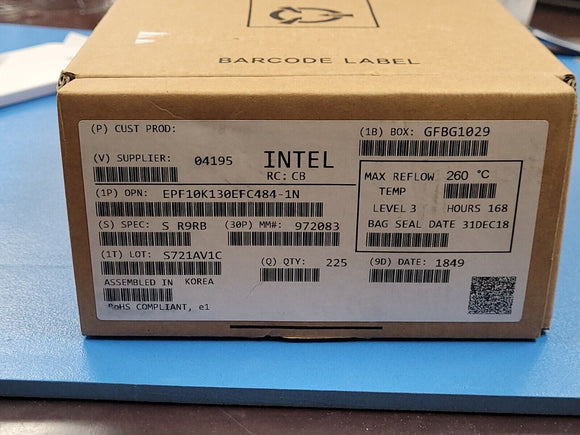 BARCODE LABEL
(P) CUST PROD:
(1B) BOX: GFBG1029
(V) SUPPLIER: 04195
INTEL
RC: CB
MAX REFLOW 260 °C
TEMP
LEVEL 3 HOURS 168
BAG SEAL DATE 31DEC18
(1P) OPN: EPF10K130EFC484-1N
(S) SPEC: S R9RB (30P) MM#: 972083
(1T) LOT: S721AV1C (Q) QTY: 225 (9D) DATE: 1849
ASSEMBLED IN KOREA
RoHS COMPLIANT, e1